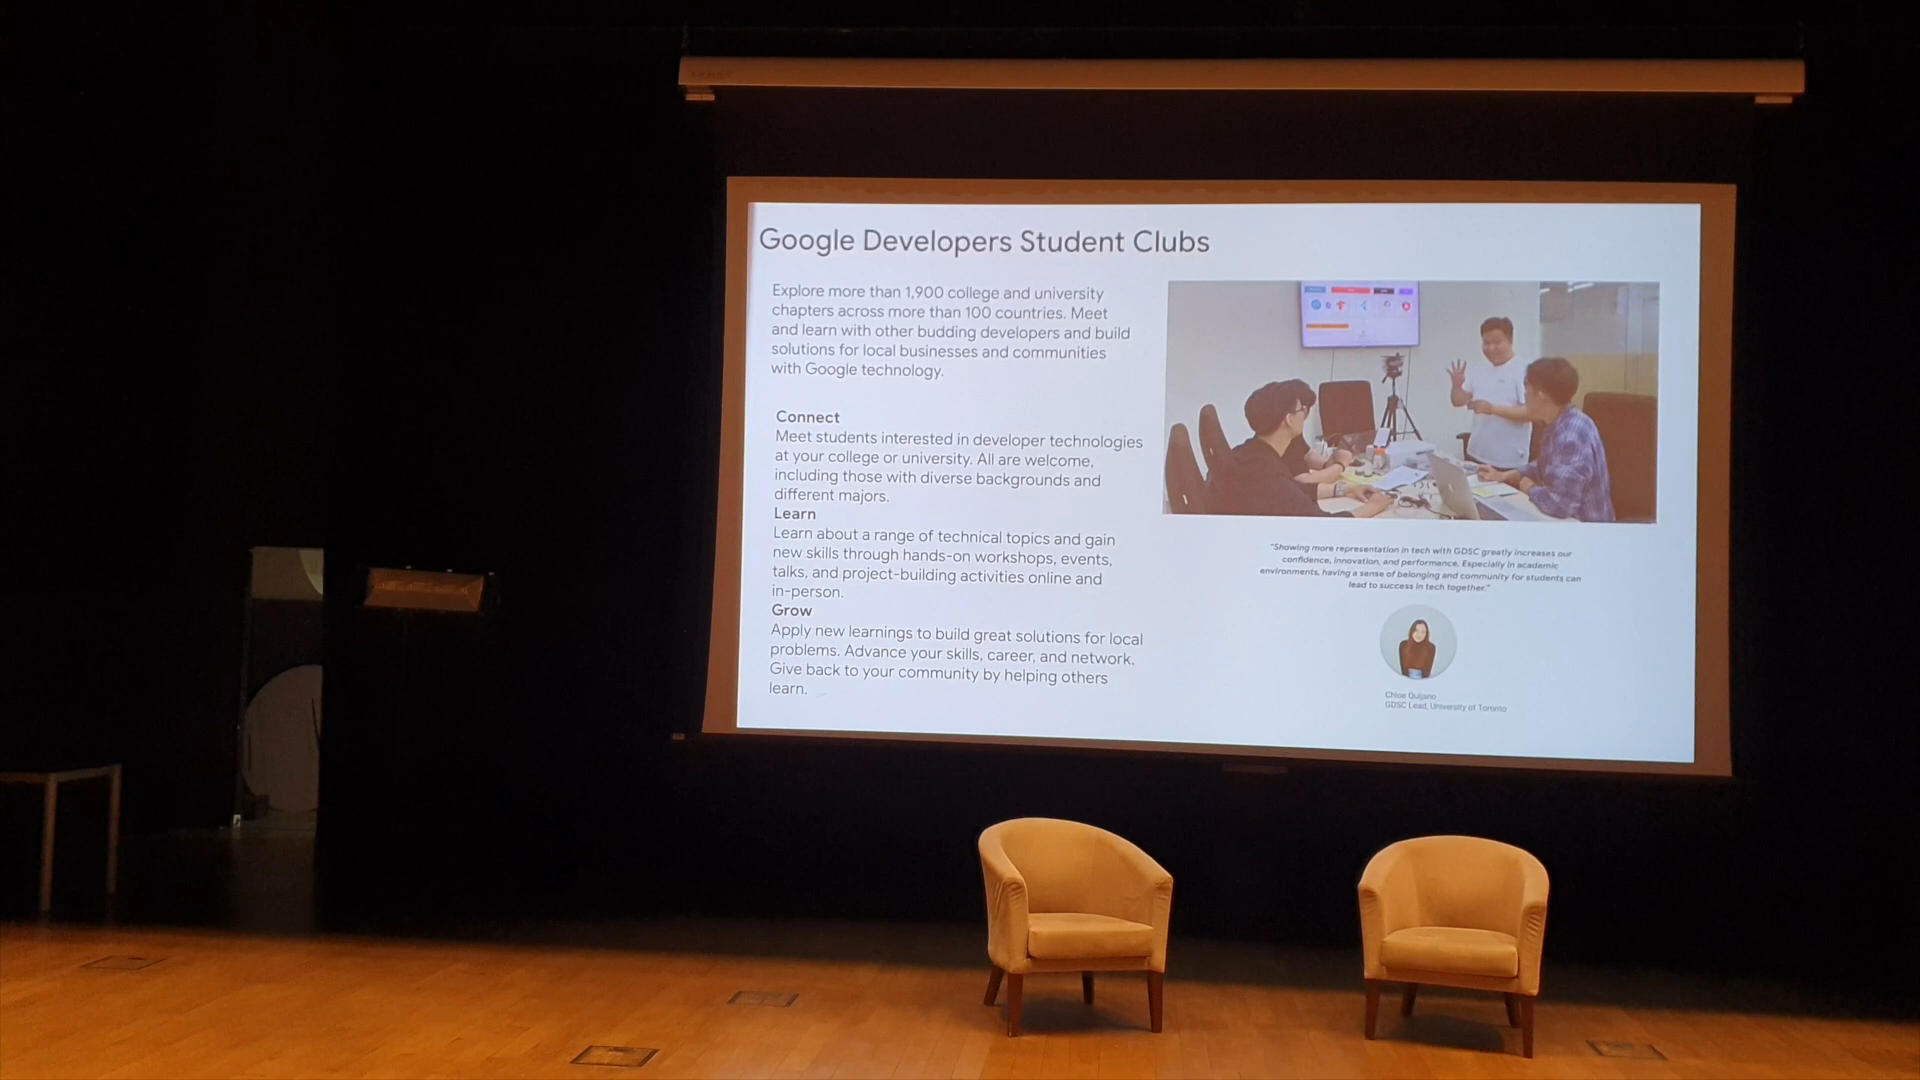 Google Developers Student Clubs
Explore more than 1,900 college and university
chapters across more than 100 countries. Meet
and learn with other budding developers and build
solutions for local businesses and communities
with Google technology.
Connect
Meet students interested in developer technologies
at your college or university. All are welcome,
including those with diverse backgrounds and
different majors.
Learn
Learn about a range of technical topics and gain
new skills through hands-on workshops, events,
talks, and project-building activities online and
in-person.
Grow
Apply new learnings to build great solutions for local
problems. Advance your skills, career, and network.
Give back to your community by helping others
learn.
"Showing more representation in tech with GDSC greatly increases our
confidence, innovation, and performance. Especially in academic
environments, having a sense of belonging and community for students can
lead to success in tech together."
Chloe Quijano
GDSC Lead, University of Toronto